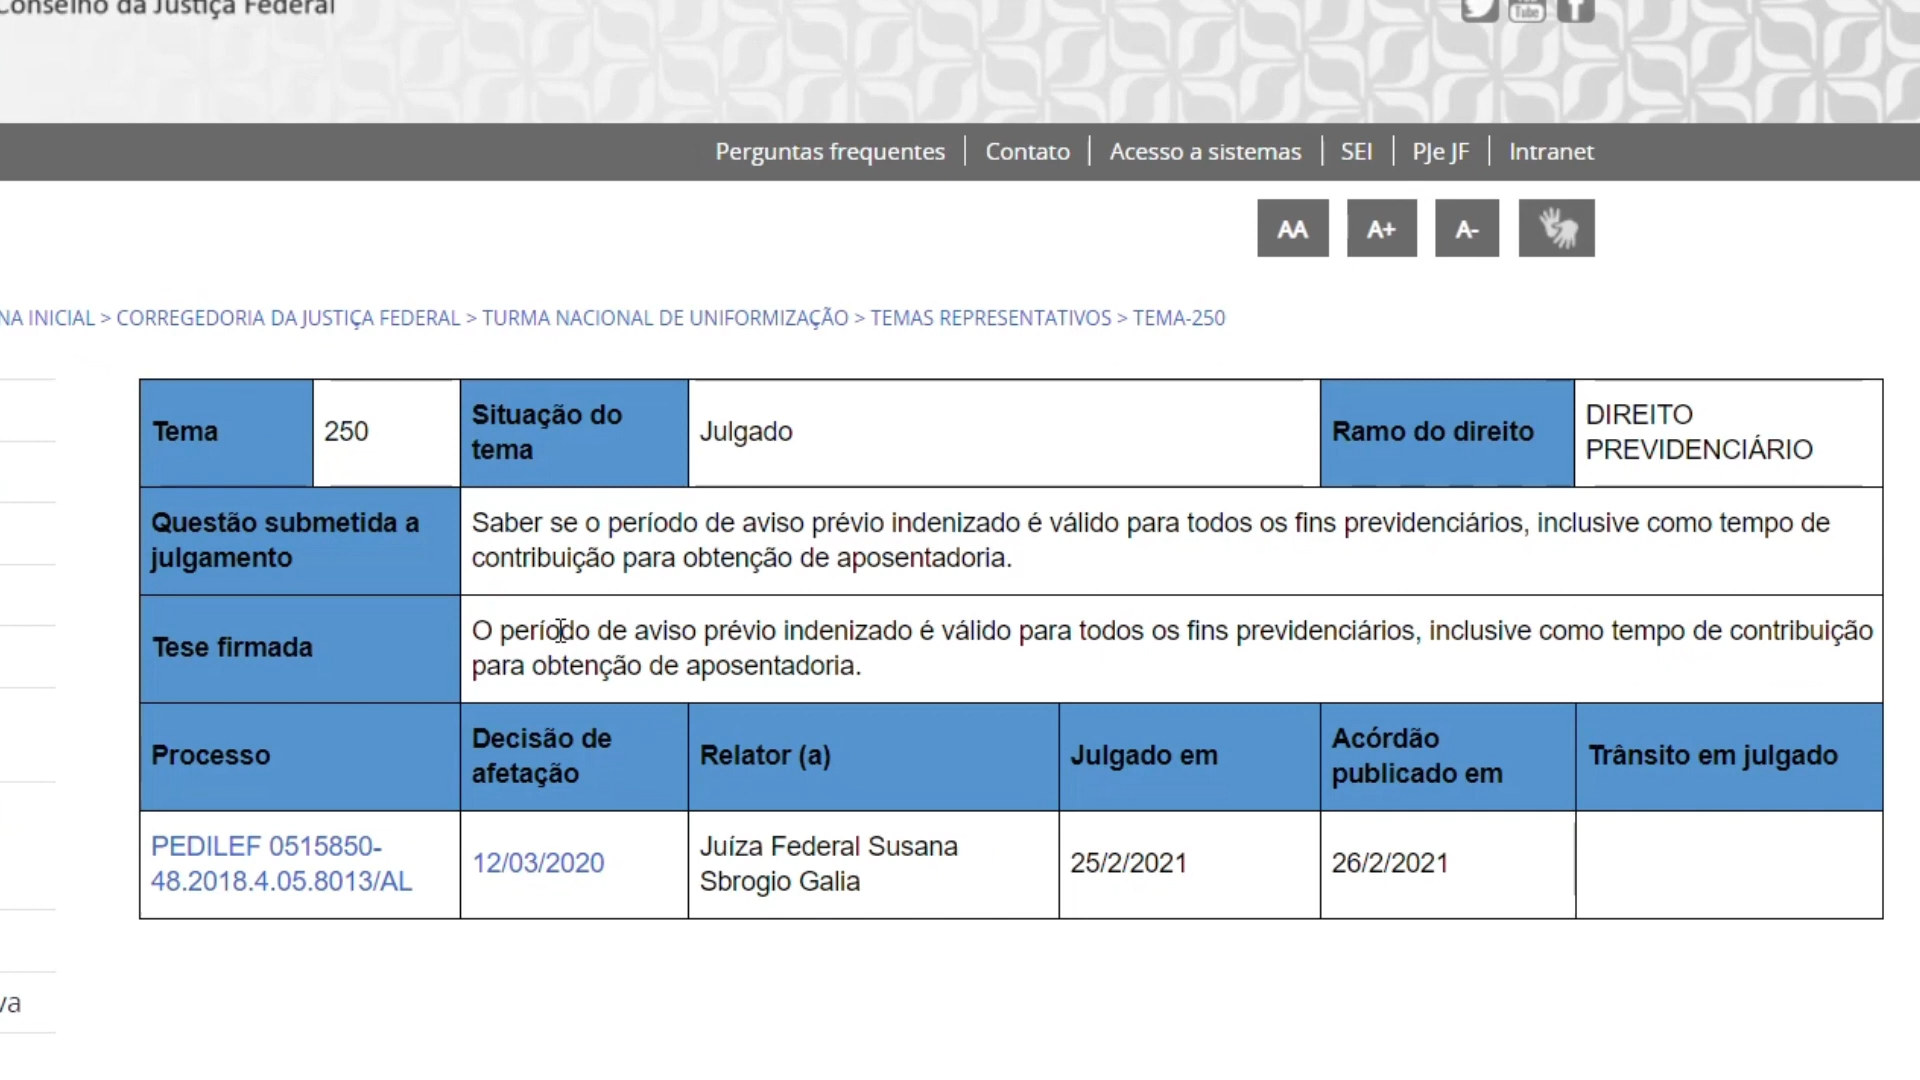 Conselho da Justiça Federal
Tube
Perguntas frequentes
Contato
Acesso a sistemas
SEI
PJe JF
Intranet
AA
A+
A-
NA INICIAL > CORREGEDORIA DA JUSTIÇA FEDERAL > TURMA NACIONAL DE UNIFORMIZAÇÃO > TEMAS REPRESENTATIVOS > TEMA-250
Tema
250
Situação do
tema
Julgado
Ramo do direito
DIREITO
PREVIDENCIÁRIO
Questão submetida a
julgamento
Saber se o período de aviso prévio indenizado é válido para todos os fins previdenciários, inclusive como tempo de
contribuição para obtenção de aposentadoria.
Tese firmada
O período de aviso prévio indenizado é válido para todos os fins previdenciários, inclusive como tempo de contribuição
para obtenção de aposentadoria.
Processo
Decisão de
afetação
Relator (a)
Julgado em
Acórdão
publicado em
Trânsito em julgado
PEDILEF 0515850-
48.2018.4.05.8013/AL
12/03/2020
Juíza Federal Susana
Sbrogio Galia
25/2/2021
26/2/2021
va